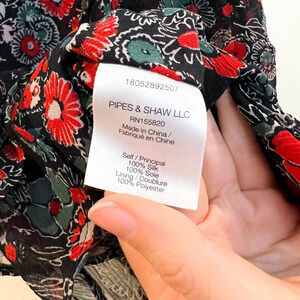 18052892507
PIPES & SHAW LLC
RN155820
Made in China /
Fabriqué en Chine
Self / Principal
100% Silk
100% Soie
Lining / Doublure
100% Polyester